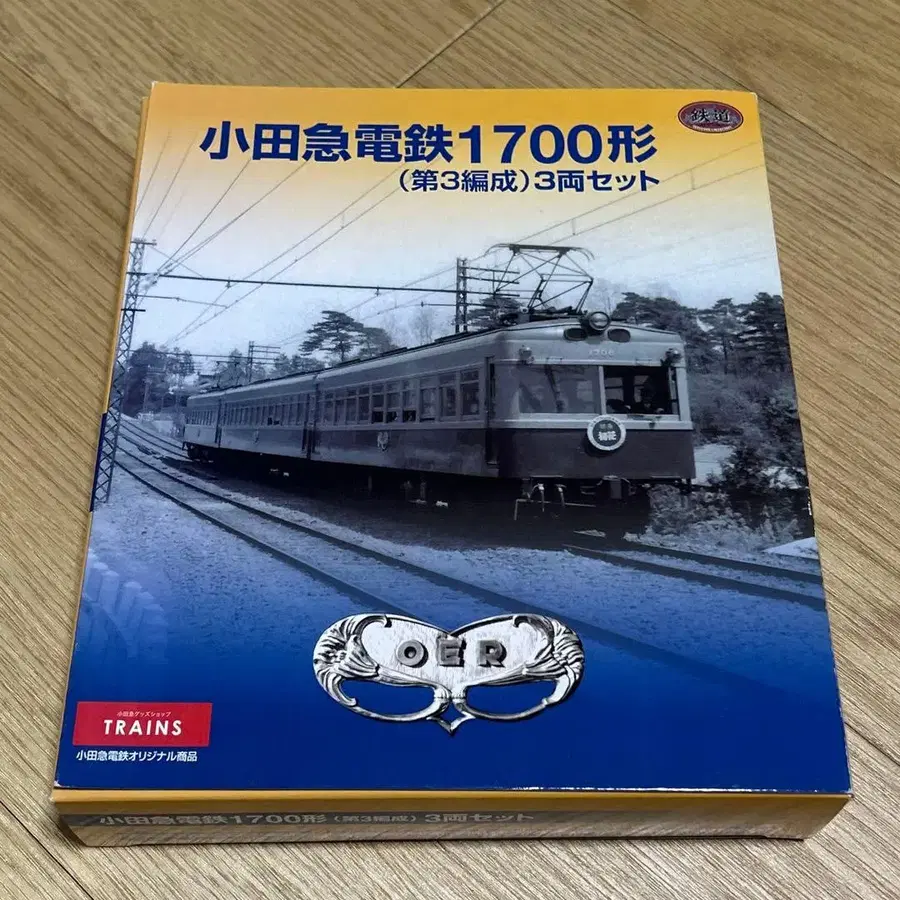 鉄道
小田急電鉄1700形
（第3編成）3両セット
初花
OER
小田急グッズショップ
TRAINS
小田急電鉄オリジナル商品
小田急電鉄1700形（第3編成）3両セット